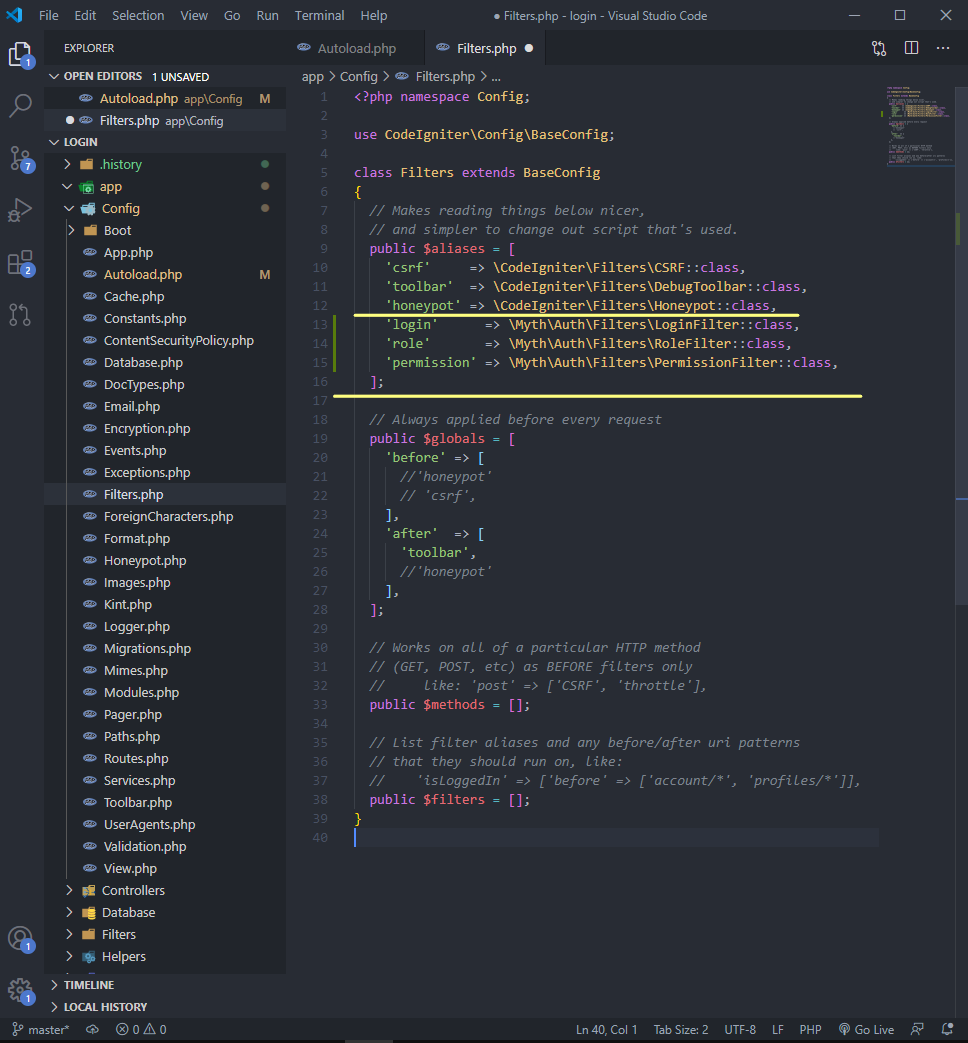 File Edit Selection View Go Run Terminal Help
● Filters.php - login - Visual Studio Code
EXPLORER
OPEN EDITORS 1 UNSAVED
Autoload.php app\Config M
Filters.php app\Config
LOGIN
.history
app
Config
Boot
App.php
Autoload.php M
Cache.php
Constants.php
ContentSecurityPolicy.php
Database.php
DocTypes.php
Email.php
Encryption.php
Events.php
Exceptions.php
Filters.php
ForeignCharacters.php
Format.php
Honeypot.php
Images.php
Kint.php
Logger.php
Migrations.php
Mimes.php
Modules.php
Pager.php
Paths.php
Routes.php
Services.php
Toolbar.php
UserAgents.php
Validation.php
View.php
Controllers
Database
Filters
Helpers
TIMELINE
LOCAL HISTORY
1
7
2
1
1
Autoload.php
Filters.php
app > Config > Filters.php > ...
1 <?php namespace Config;
2
3 use CodeIgniter\Config\BaseConfig;
4
5 class Filters extends BaseConfig
6 {
7 // Makes reading things below nicer,
8 // and simpler to change out script that's used.
9 public $aliases = [
10 'csrf' => \CodeIgniter\Filters\CSRF::class,
11 'toolbar' => \CodeIgniter\Filters\DebugToolbar::class,
12 'honeypot' => \CodeIgniter\Filters\Honeypot::class,
13 'login' => \Myth\Auth\Filters\LoginFilter::class,
14 'role' => \Myth\Auth\Filters\RoleFilter::class,
15 'permission' => \Myth\Auth\Filters\PermissionFilter::class,
16 ];
17
18 // Always applied before every request
19 public $globals = [
20 'before' => [
21 //'honeypot'
22 // 'csrf',
23 ],
24 'after' => [
25 'toolbar',
26 //'honeypot'
27 ],
28 ];
29
30 // Works on all of a particular HTTP method
31 // (GET, POST, etc) as BEFORE filters only
32 // like: 'post' => ['CSRF', 'throttle'],
33 public $methods = [];
34
35 // List filter aliases and any before/after uri patterns
36 // that they should run on, like:
37 // 'isLoggedIn' => ['before' => ['account/*', 'profiles/*']],
38 public $filters = [];
39 }
40
master* 0 0 Ln 40, Col 1 Tab Size: 2 UTF-8 LF PHP Go Live